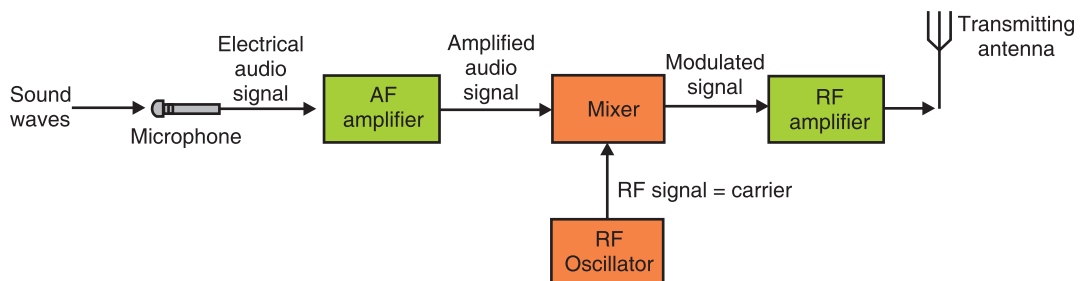 Sound
waves
Microphone
Electrical
audio
signal
AF
amplifier
Amplified
audio
signal
Mixer
Modulated
signal
RF
amplifier
Transmitting
antenna
RF signal = carrier
RF
Oscillator